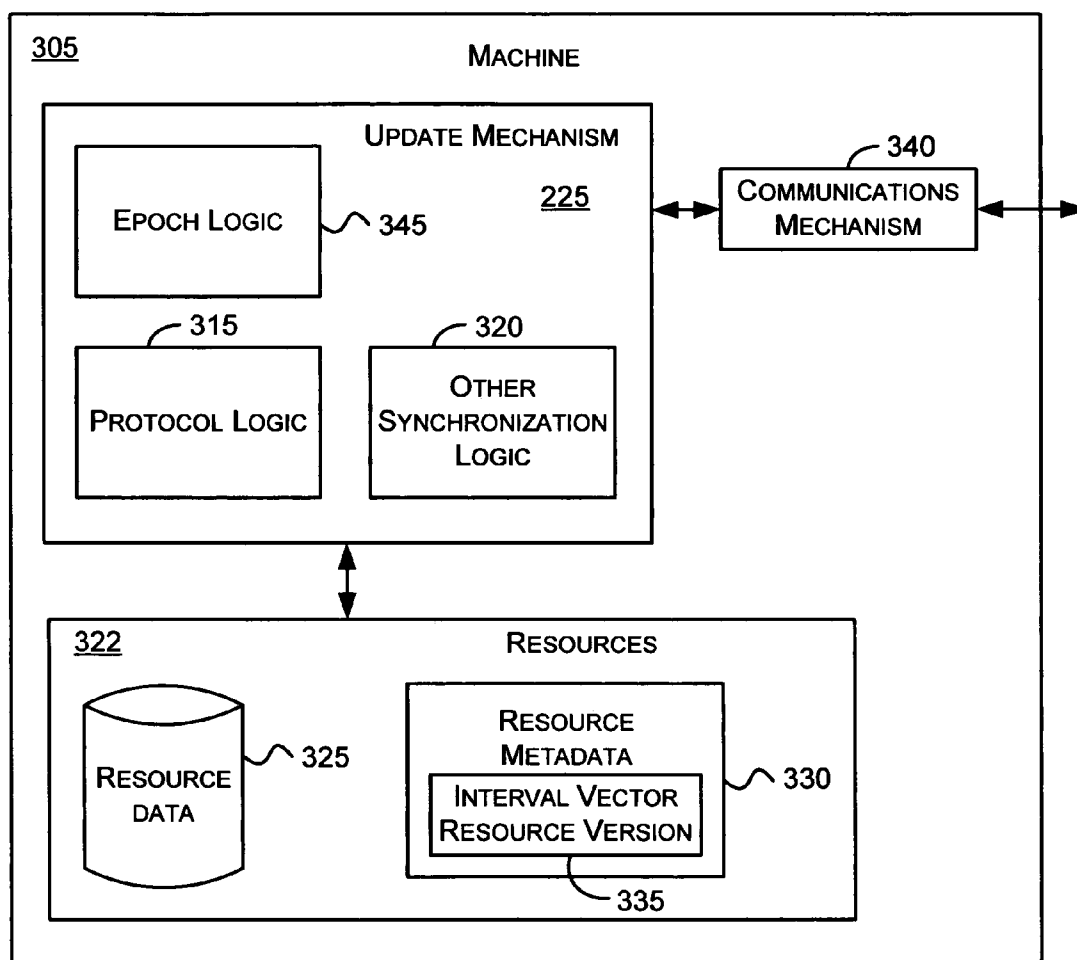 305
MACHINE
UPDATE MECHANISM
225
EPOCH LOGIC
345
340
COMMUNICATIONS
MECHANISM
315
PROTOCOL LOGIC
320
OTHER
SYNCHRONIZATION
LOGIC
322
RESOURCES
RESOURCE
DATA
325
RESOURCE
METADATA
330
INTERVAL VECTOR
RESOURCE VERSION
335